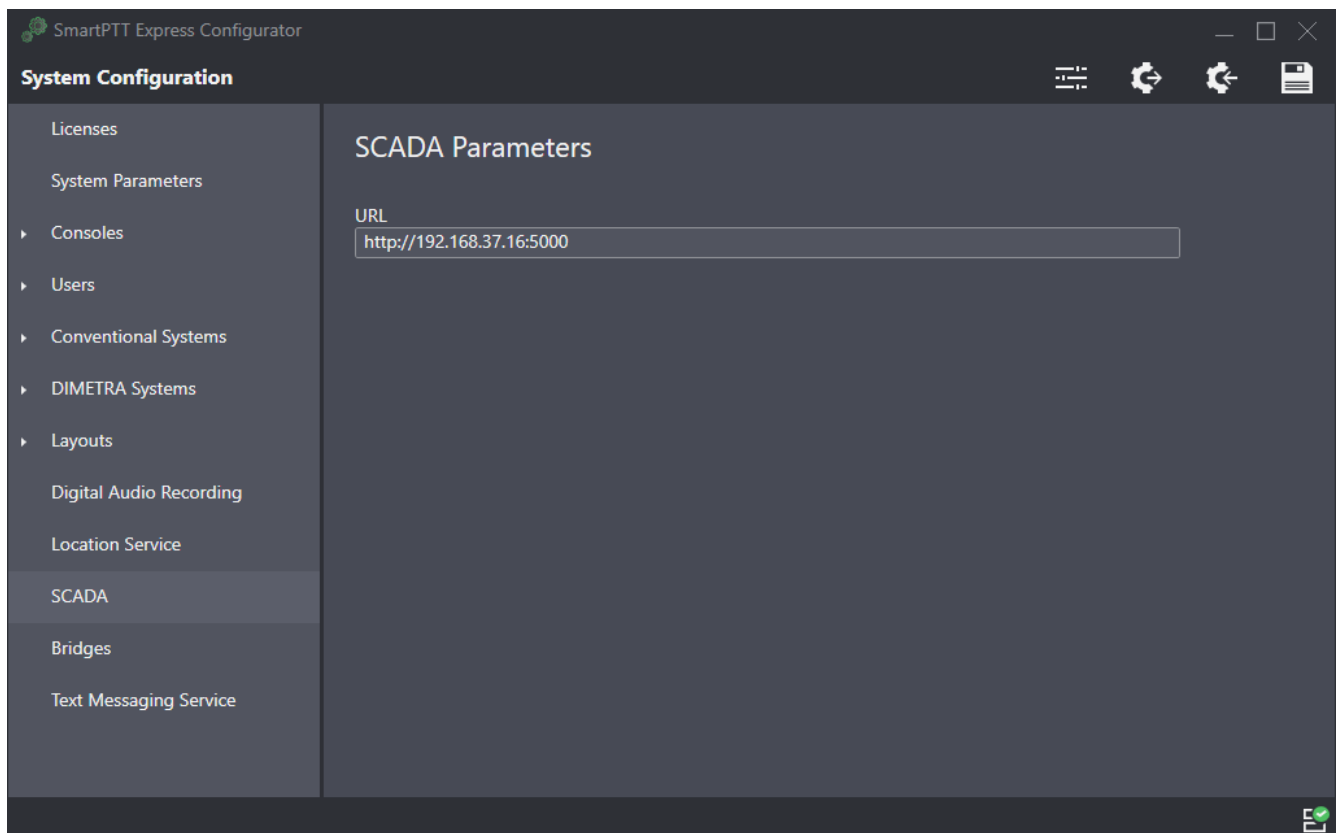 SmartPTT Express Configurator
System Configuration
Licenses
System Parameters
Consoles
Users
Conventional Systems
DIMETRA Systems
Layouts
Digital Audio Recording
Location Service
SCADA
Bridges
Text Messaging Service
SCADA Parameters
URL
http://192.168.37.16:5000